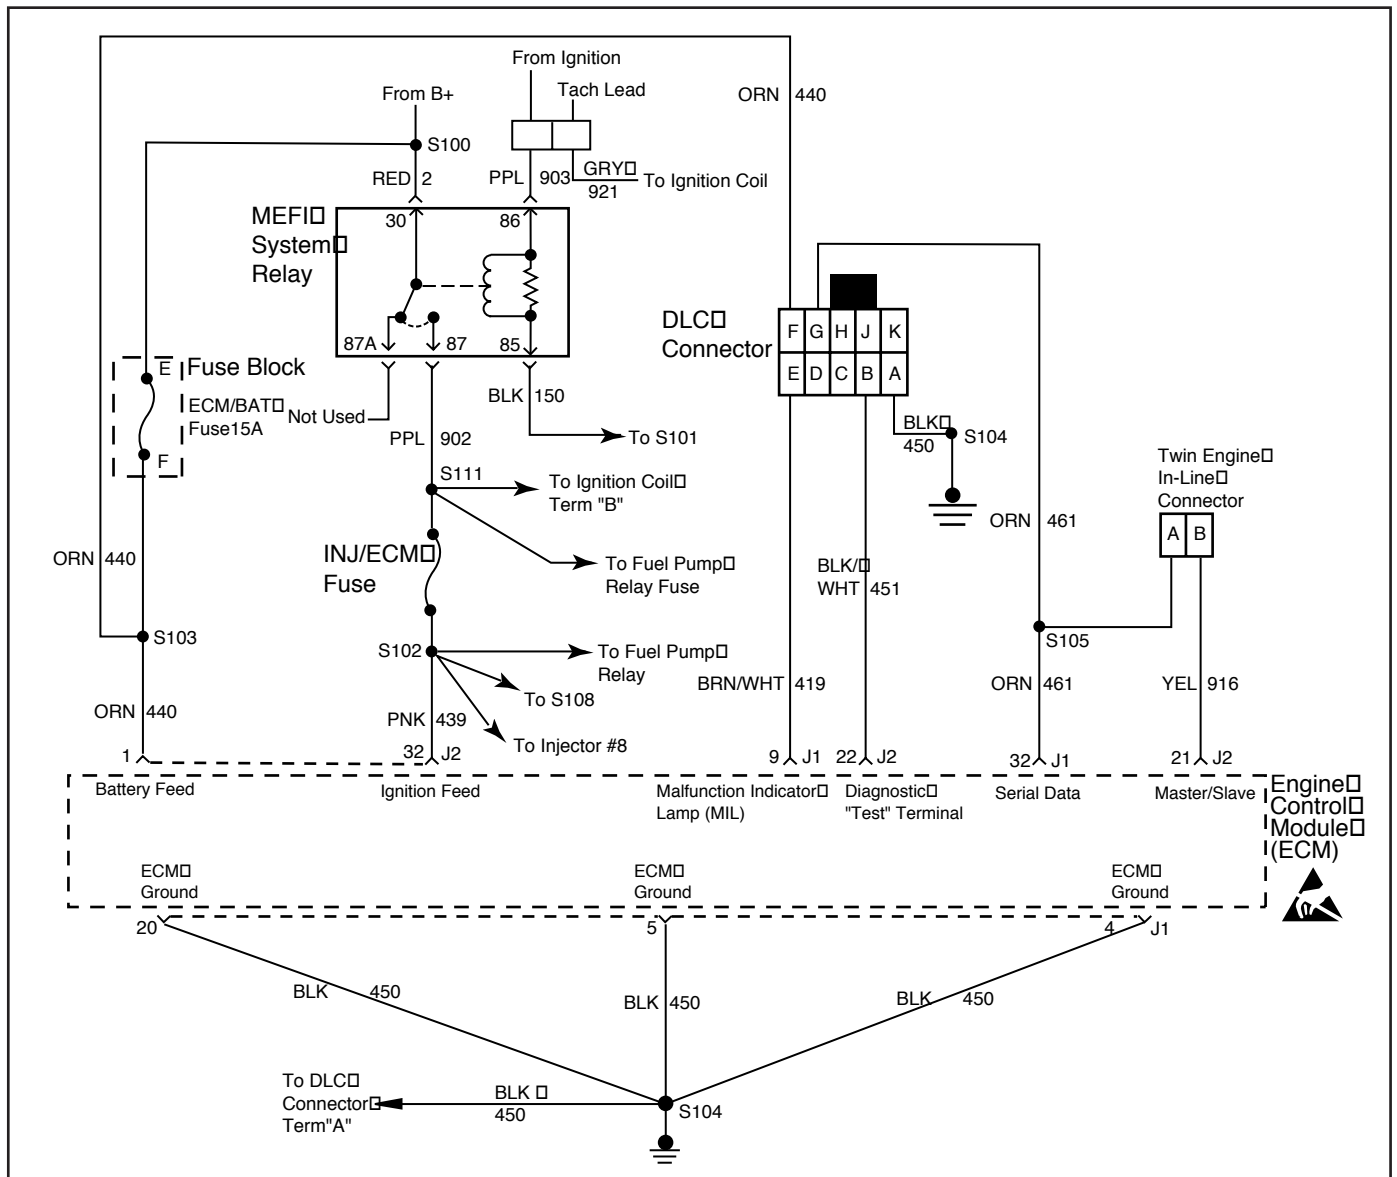 From Ignition
Tach Lead
From B+
ORN 440
S100
RED 2
PPL 903
GRY
921
To Ignition Coil
MEFI
System
Relay
30
86
87A
87
85
DLC
Connector
F G H J K
E D C B A
E
Fuse Block
ECM/BAT
Fuse15A
F
Not Used
BLK 150
To S101
BLK
450
S104
PPL 902
S111
To Ignition Coil
Term "B"
Twin Engine
In-Line
Connector
A B
ORN 461
ORN 440
INJ/ECM
Fuse
To Fuel Pump
Relay Fuse
BLK/
WHT 451
S103
S102
To Fuel Pump
Relay
S105
To S108
BRN/WHT 419
ORN 461
YEL 916
ORN 440
PNK 439
To Injector #8
1
32 J2
9 J1
22 J2
32 J1
21 J2
Battery Feed
Ignition Feed
Malfunction Indicator
Lamp (MIL)
Diagnostic
"Test" Terminal
Serial Data
Master/Slave
Engine
Control
Module
(ECM)
ECM
Ground
ECM
Ground
ECM
Ground
20
5
4 J1
BLK 450
BLK 450
BLK 450
To DLC
Connector
Term"A"
BLK
450
S104